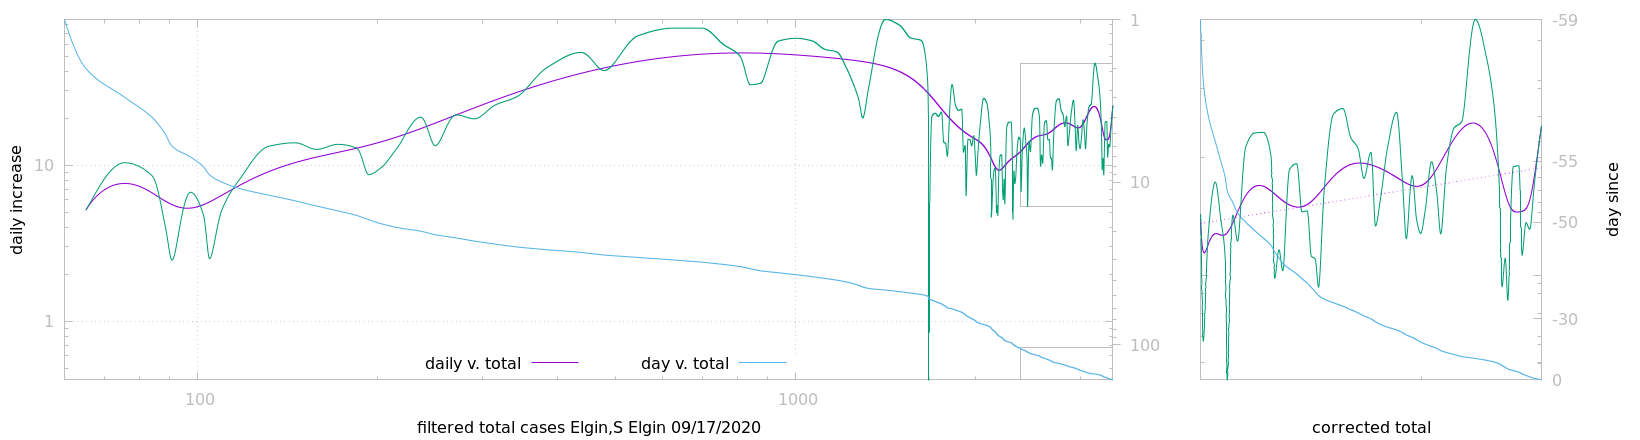 1
-59
10
10
-55
-50
1
-30
100
0
daily increase
day since
daily v. total
day v. total
100
1000
filtered total cases Elgin,S Elgin 09/17/2020
corrected total